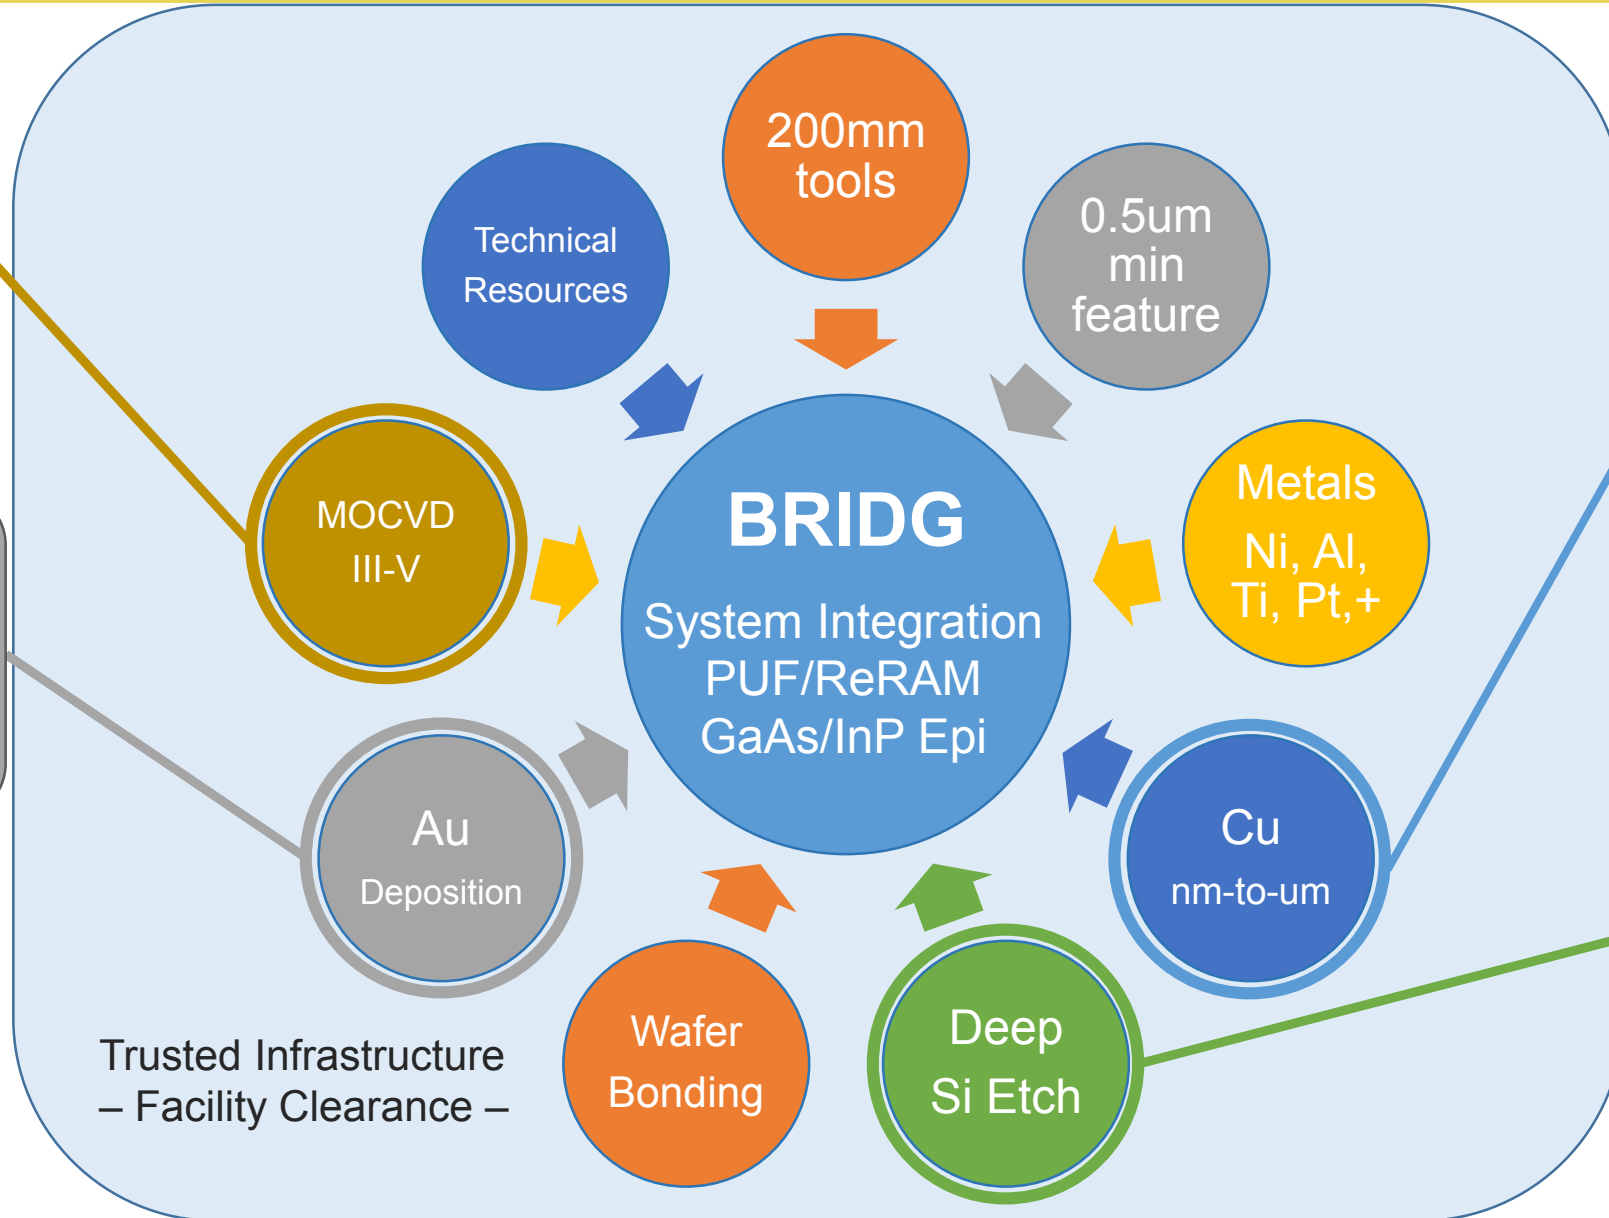 200mm
tools
Technical
Resources
0.5um
min
feature
MOCVD
III-V
BRIDG
System Integration
PUF/ReRAM
GaAs/InP Epi
Metals
Ni, Al,
Ti, Pt,+
Au
Deposition
Cu
nm-to-um
Wafer
Bonding
Deep
Si Etch
Trusted Infrastructure
– Facility Clearance –